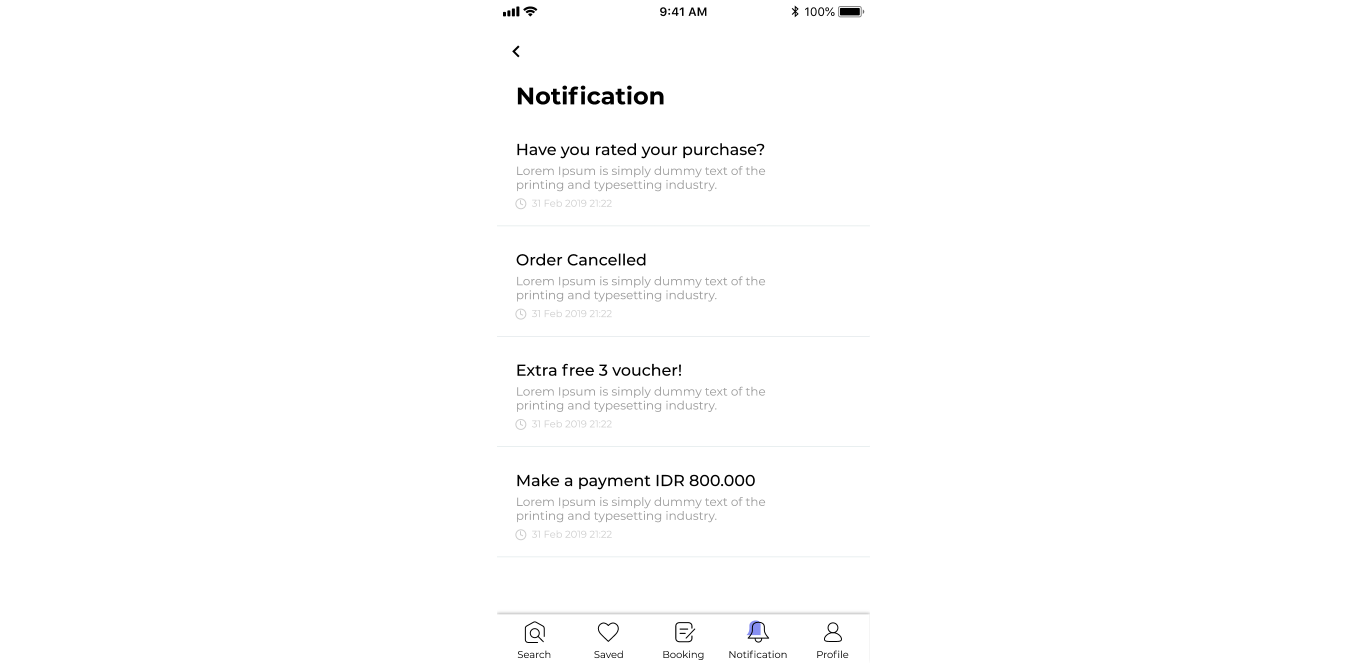 9:41 AM 100%
Notification
Have you rated your purchase?
Lorem Ipsum is simply dummy text of the
printing and typesetting industry.
31 Feb 2019 21:22
Order Cancelled
Lorem Ipsum is simply dummy text of the
printing and typesetting industry.
31 Feb 2019 21:22
Extra free 3 voucher!
Lorem Ipsum is simply dummy text of the
printing and typesetting industry.
31 Feb 2019 21:22
Make a payment IDR 800.000
Lorem Ipsum is simply dummy text of the
printing and typesetting industry.
31 Feb 2019 21:22
Search Saved Booking Notification Profile